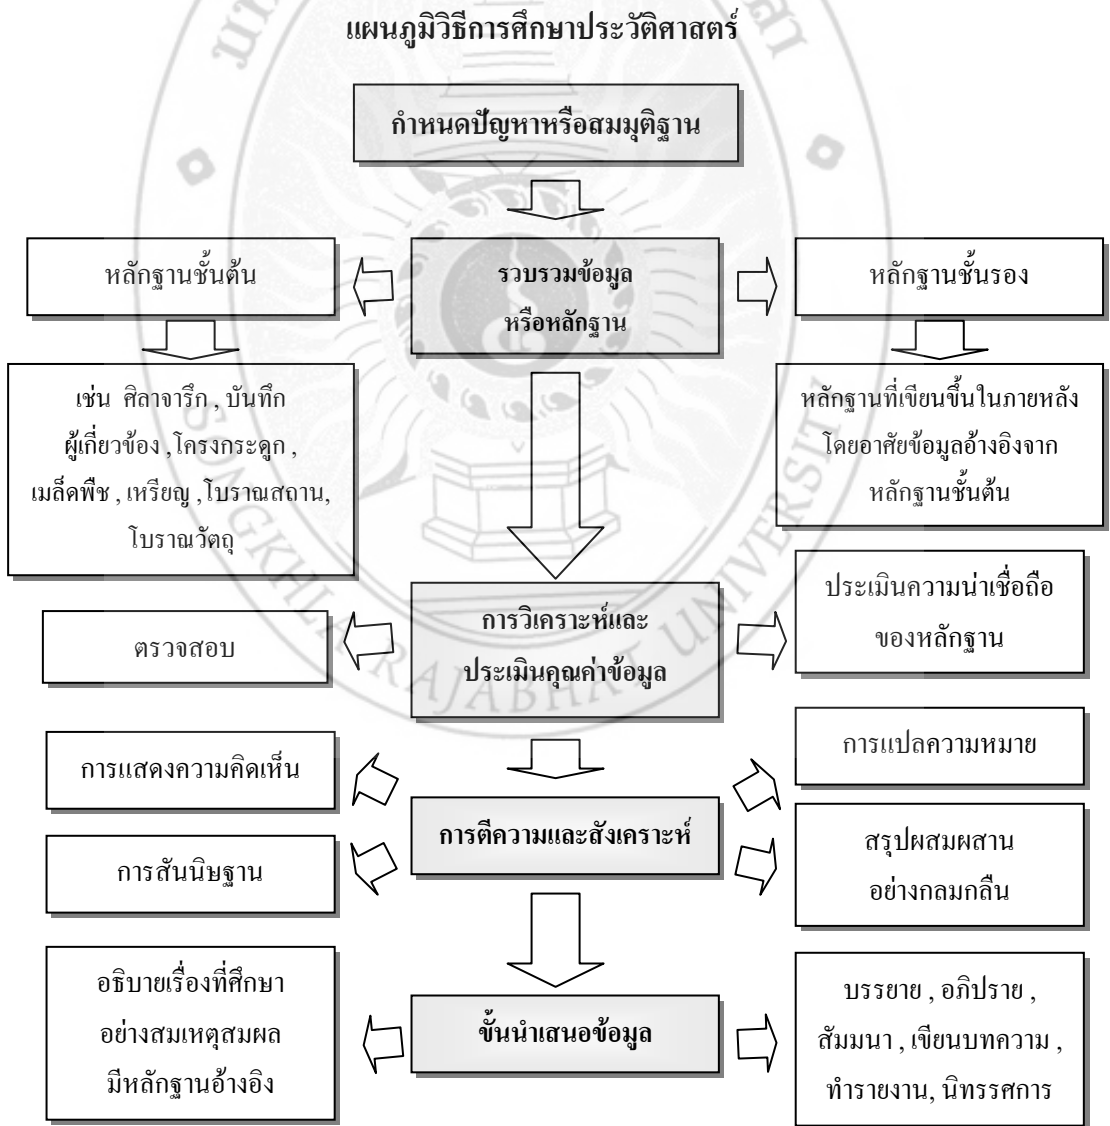 แผนภูมิวิธีการศึกษาประวัติศาสตร์
กำหนดปัญหาหรือสมมุติฐาน
หลักฐานชั้นต้น
รวบรวมข้อมูล
หรือหลักฐาน
หลักฐานชั้นรอง
เช่น ศิลาจารึก , บันทึก
ผู้เกี่ยวข้อง ,โครงกระดูก ,
เมล็ดพืช , เหรียญ ,โบราณสถาน,
โบราณวัตถุ
หลักฐานที่เขียนขึ้นในภายหลัง
โดยอาศัยข้อมูลอ้างอิงจาก
หลักฐานชั้นต้น
ตรวจสอบ
การวิเคราะห์และ
ประเมินคุณค่าข้อมูล
ประเมินความน่าเชื่อถือ
ของหลักฐาน
การแสดงความคิดเห็น
การแปลความหมาย
การตีความและสังเคราะห์
การสันนิษฐาน
สรุปผสมผสาน
อย่างกลมกลืน
อธิบายเรื่องที่ศึกษา
อย่างสมเหตุสมผล
มีหลักฐานอ้างอิง
ขั้นนำเสนอข้อมูล
บรรยาย , อภิปราย ,
สัมมนา , เขียนบทความ ,
ทำรายงาน, นิทรรศการ
SONGKHLA RAJABHAT UNIVERSITY